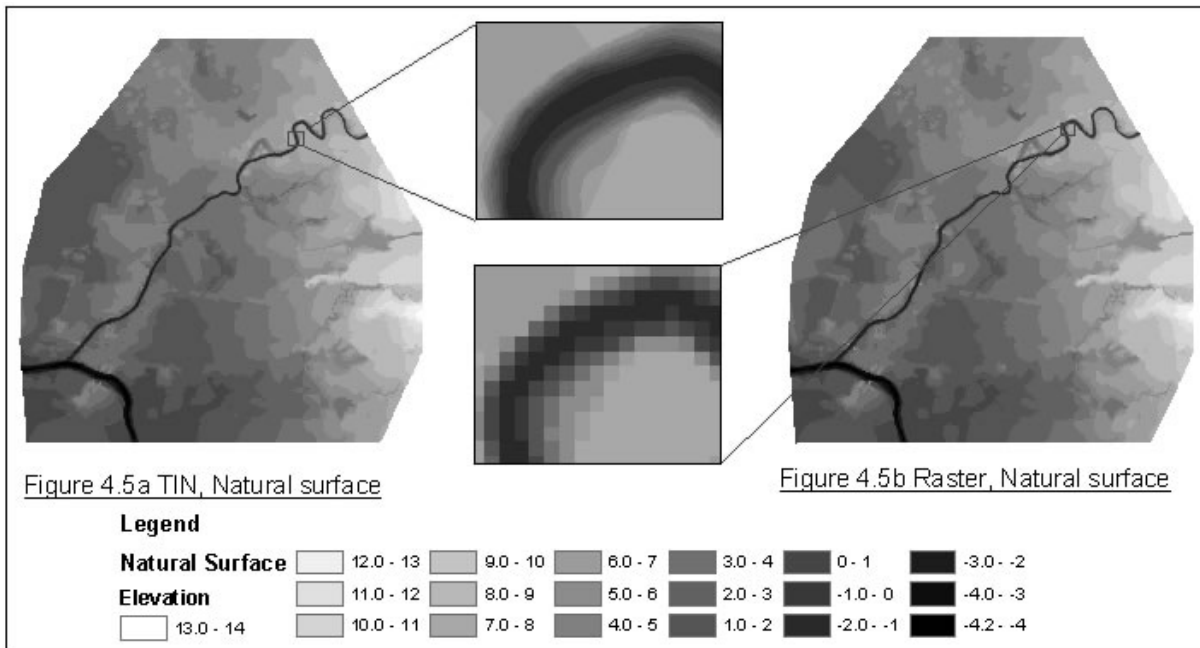 Figure 4.5a TIN, Natural surface
Figure 4.5b Raster, Natural surface
Legend
Natural Surface
Elevation
13.0 - 14
12.0 - 13
11.0 - 12
10.0 - 11
9.0 - 10
8.0 - 9
7.0 - 8
6.0 - 7
5.0 - 6
4.0 - 5
3.0 - 4
2.0 - 3
1.0 - 2
0 - 1
-1.0 - 0
-2.0 - -1
-3.0 - -2
-4.0 - -3
-4.2 - -4